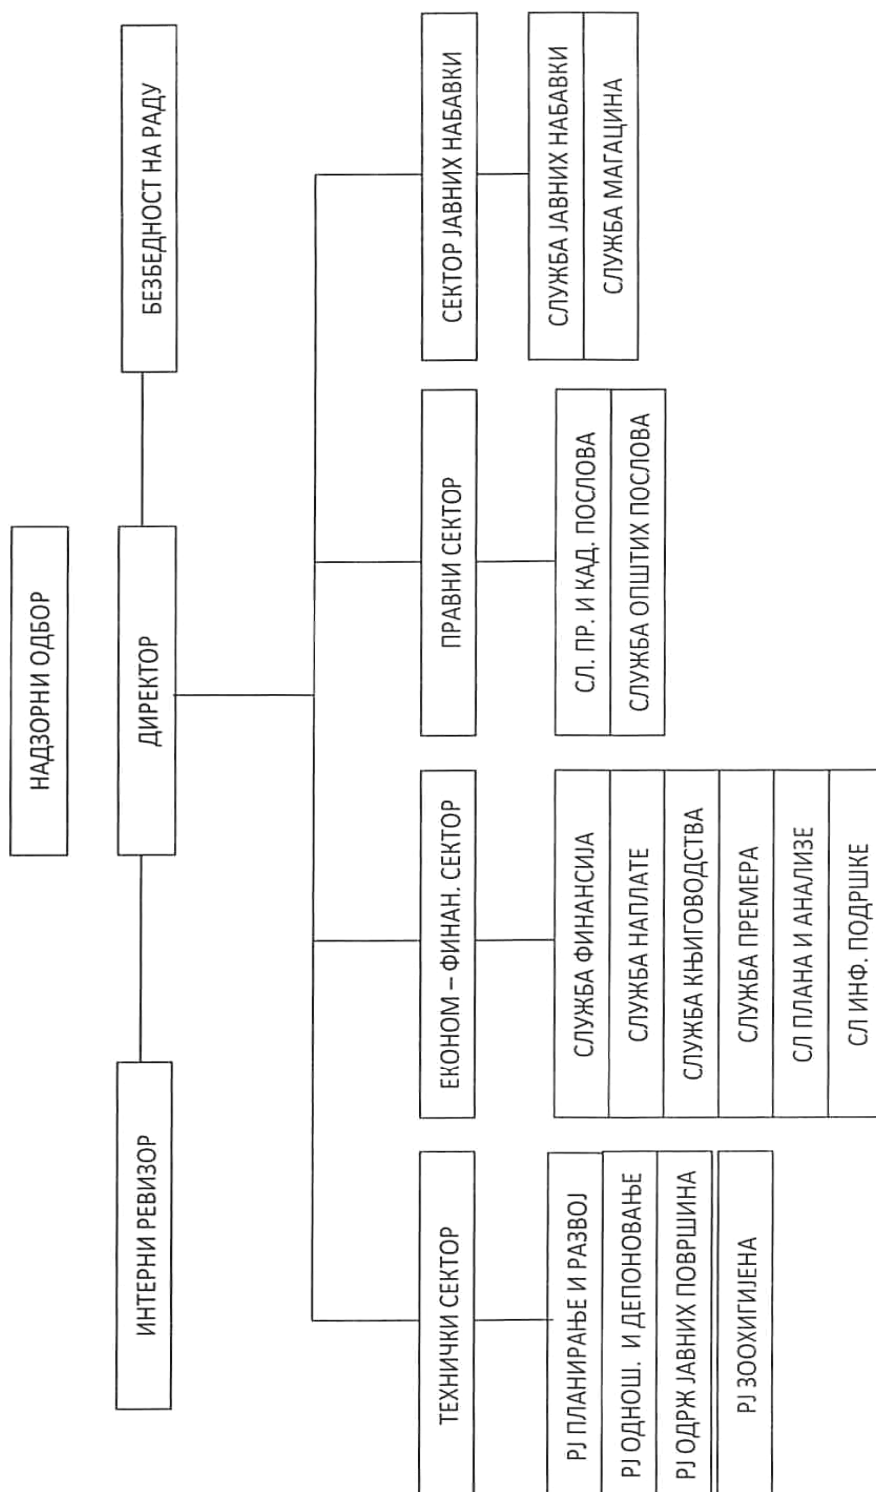 НАДЗОРНИ ОДБОР
ИНТЕРНИ РЕВИЗОР
ДИРЕКТОР
БЕЗБЕДНОСТ НА РАДУ
ТЕХНИЧКИ СЕКТОР
ЕКОНОМ – ФИНАН. СЕКТОР
ПРАВНИ СЕКТОР
СЕКТОР ЈАВНИХ НАБАВКИ
РЈ ПЛАНИРАЊЕ И РАЗВОЈ
РЈ ОДНОШ. И ДЕПОНОВАЊЕ
РЈ ОДРЖ ЈАВНИХ ПОВРШИНА
РЈ ЗООХИГИЈЕНА
СЛУЖБА ФИНАНСИЈА
СЛУЖБА НАПЛАТЕ
СЛУЖБА КЊИГОВОДСТВА
СЛУЖБА ПРЕМЕРА
СЛ ПЛАНА И АНАЛИЗЕ
СЛ ИНФ. ПОДРШКЕ
СЛ. ПР. И КАД. ПОСЛОВА
СЛУЖБА ОПШТИХ ПОСЛОВА
СЛУЖБА ЈАВНИХ НАБАВКИ
СЛУЖБА МАГАЦИНА